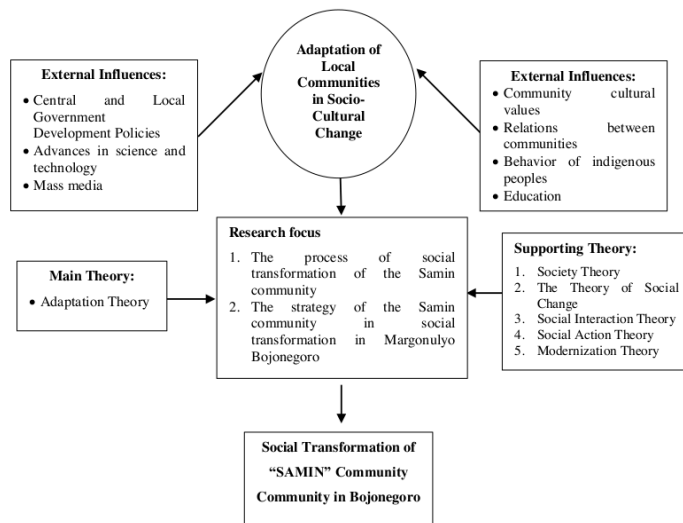 Adaptation of
Local
Communities
in Socio-
Cultural
Change
External Influences:
• Central and Local
Government
Development Policies
• Advances in science and
technology
• Mass media
External Influences:
• Community cultural
values
• Relations between
communities
• Behavior of indigenous
peoples
• Education
Research focus
1. The process of social
transformation of the Samin
community
2. The strategy of the Samin
community in social
transformation in Margonulyo
Bojonegoro
Main Theory:
• Adaptation Theory
Supporting Theory:
1. Society Theory
2. The Theory of Social
Change
3. Social Interaction Theory
4. Social Action Theory
5. Modernization Theory
Social Transformation of
“SAMIN” Community
Community in Bojonegoro